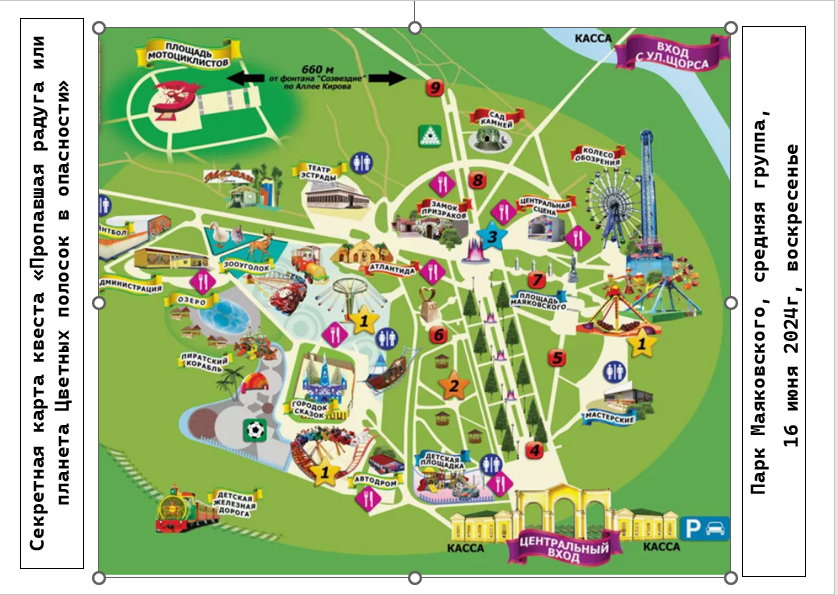 Секретная карта квеста «Пропавшая радуга или
планета Цветных полосок в опасности»
ПЛОЩАДЬ
МОТОЦИКЛИСТОВ
660 м
от фонтана "Созвездие"
по Аллее Кирова
КАССА
ВХОД
С УЛ.ЩОРСА
9
САД
КАМНЕЙ
КОЛЕСО
ОБОЗРЕНИЯ
ТЕАТР
ЭСТРАДЫ
8
ЗАМОК
ПРИЗРАКОВ
ЦЕНТРАЛЬНАЯ
СЦЕНА
3
НТБОЛ
ЗООУГОЛОК
АТЛАНТИДА
7
ДМИНИСТРАЦИЯ
ОЗЕРО
ПЛОЩАДЬ
МАЯКОВСКОГО
1
6
1
5
ПИРАТСКИЙ
КОРАБЛЬ
2
ГОРОДОК
СКАЗОК
МАСТЕРСКИЕ
4
1
ДЕТСКАЯ
ПЛОЩАДКА
АВТОДРОМ
ДЕТСКАЯ
ЖЕЛЕЗНАЯ
ДОРОГА
КАССА
ЦЕНТРАЛЬНЫЙ
ВХОД
КАССА
P
Парк Маяковского, средняя группа,
16 июня 2024г, воскресенье